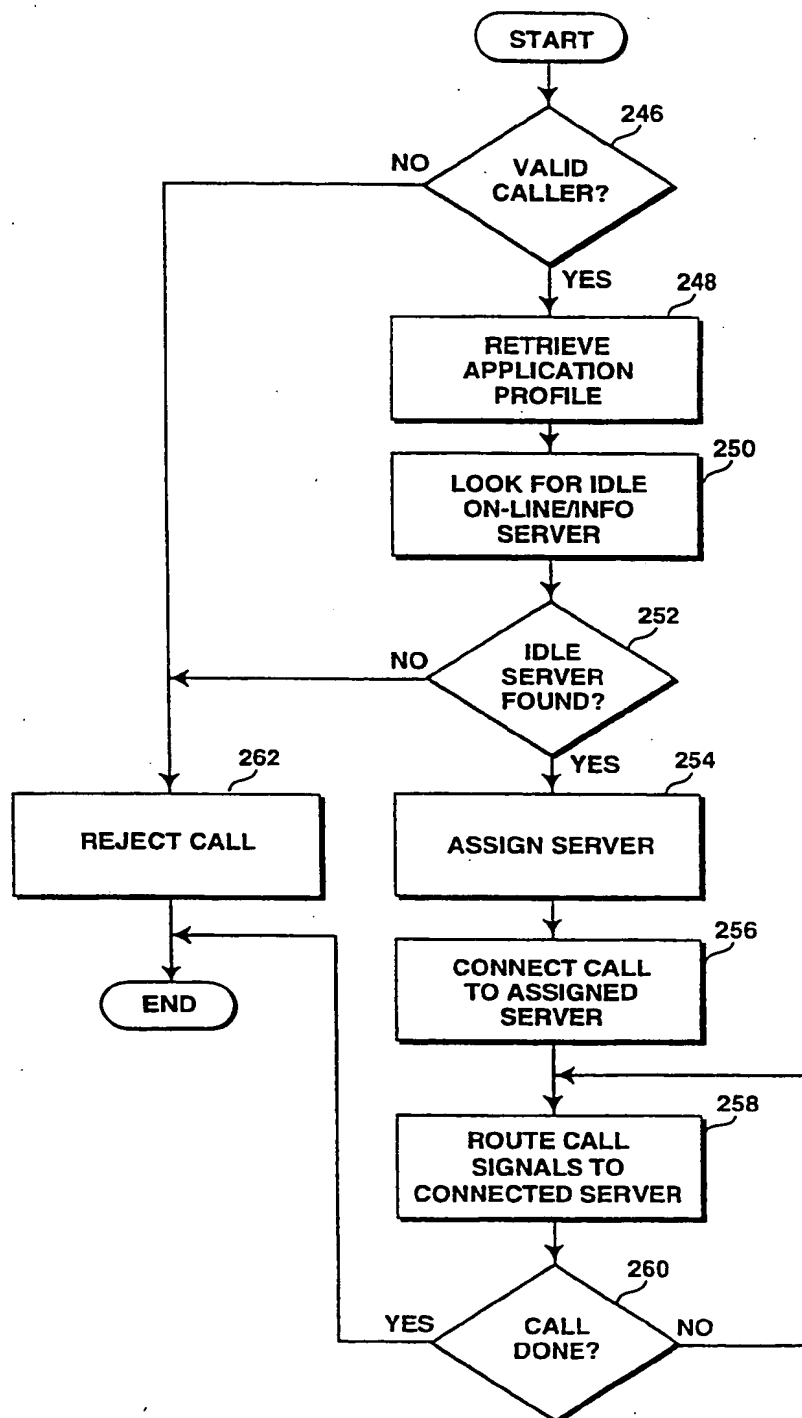 START
246
NO
VALID
CALLER?
YES
248
RETRIEVE
APPLICATION
PROFILE
250
LOOK FOR IDLE
ON-LINE/INFO
SERVER
252
NO
IDLE
SERVER
FOUND?
YES
262
254
REJECT CALL
ASSIGN SERVER
256
CONNECT CALL
TO ASSIGNED
SERVER
END
258
ROUTE CALL
SIGNALS TO
CONNECTED SERVER
260
YES
CALL
DONE?
NO